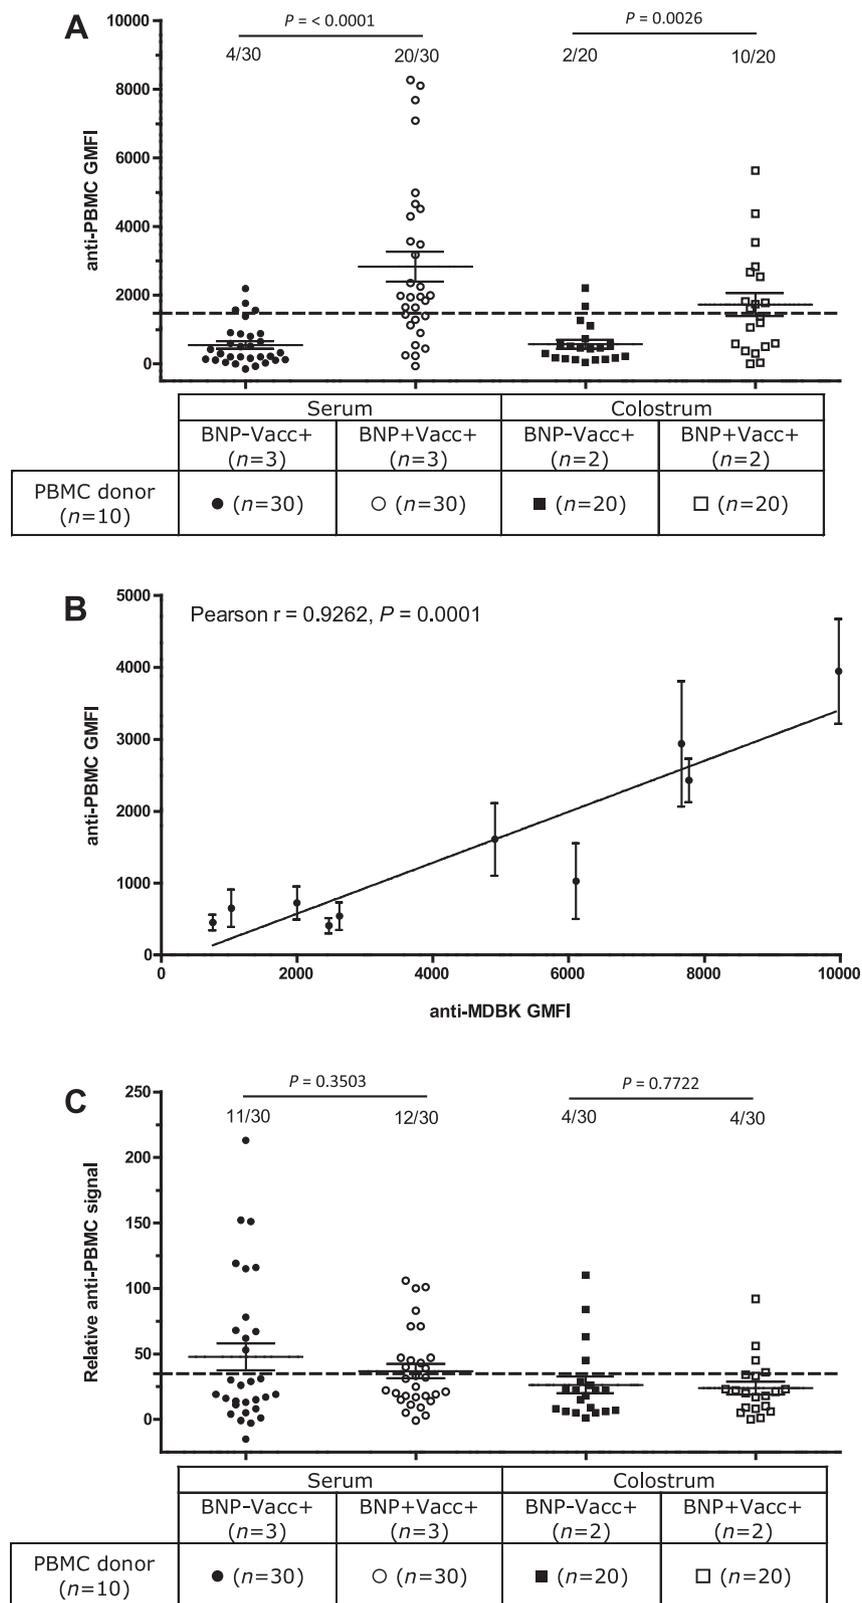 A
P = < 0.0001
P = 0.0026
4/30
20/30
2/20
10/20
anti-PBMC GMFI
10000
8000
6000
4000
2000
0
Serum
Colostrum
BNP-Vacc+
(n=3)
BNP+Vacc+
(n=3)
BNP-Vacc+
(n=2)
BNP+Vacc+
(n=2)
PBMC donor
(n=10)
● (n=30)
○ (n=30)
■ (n=20)
□ (n=20)
B
Pearson r = 0.9262, P = 0.0001
anti-PBMC GMFI
5000
4000
3000
2000
1000
0
0
2000
4000
6000
8000
10000
anti-MDBK GMFI
C
P = 0.3503
P = 0.7722
11/30
12/30
4/30
4/30
Relative anti-PBMC signal
250
200
150
100
50
0
Serum
Colostrum
BNP-Vacc+
(n=3)
BNP+Vacc+
(n=3)
BNP-Vacc+
(n=2)
BNP+Vacc+
(n=2)
PBMC donor
(n=10)
● (n=30)
○ (n=30)
■ (n=20)
□ (n=20)